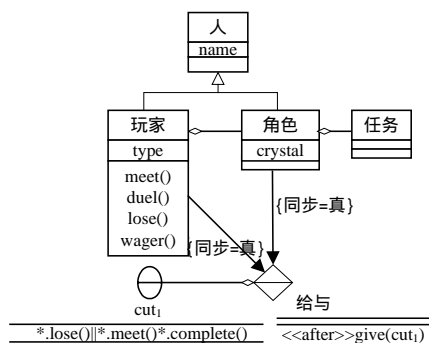 人
name
玩家
角色
任务
type
crystal
meet()
duel()
lose()
wager()
{同步=真}
{同步=真}
cut₁
给与
*.lose()||*.meet()*.complete()
<<after>>give(cut₁)